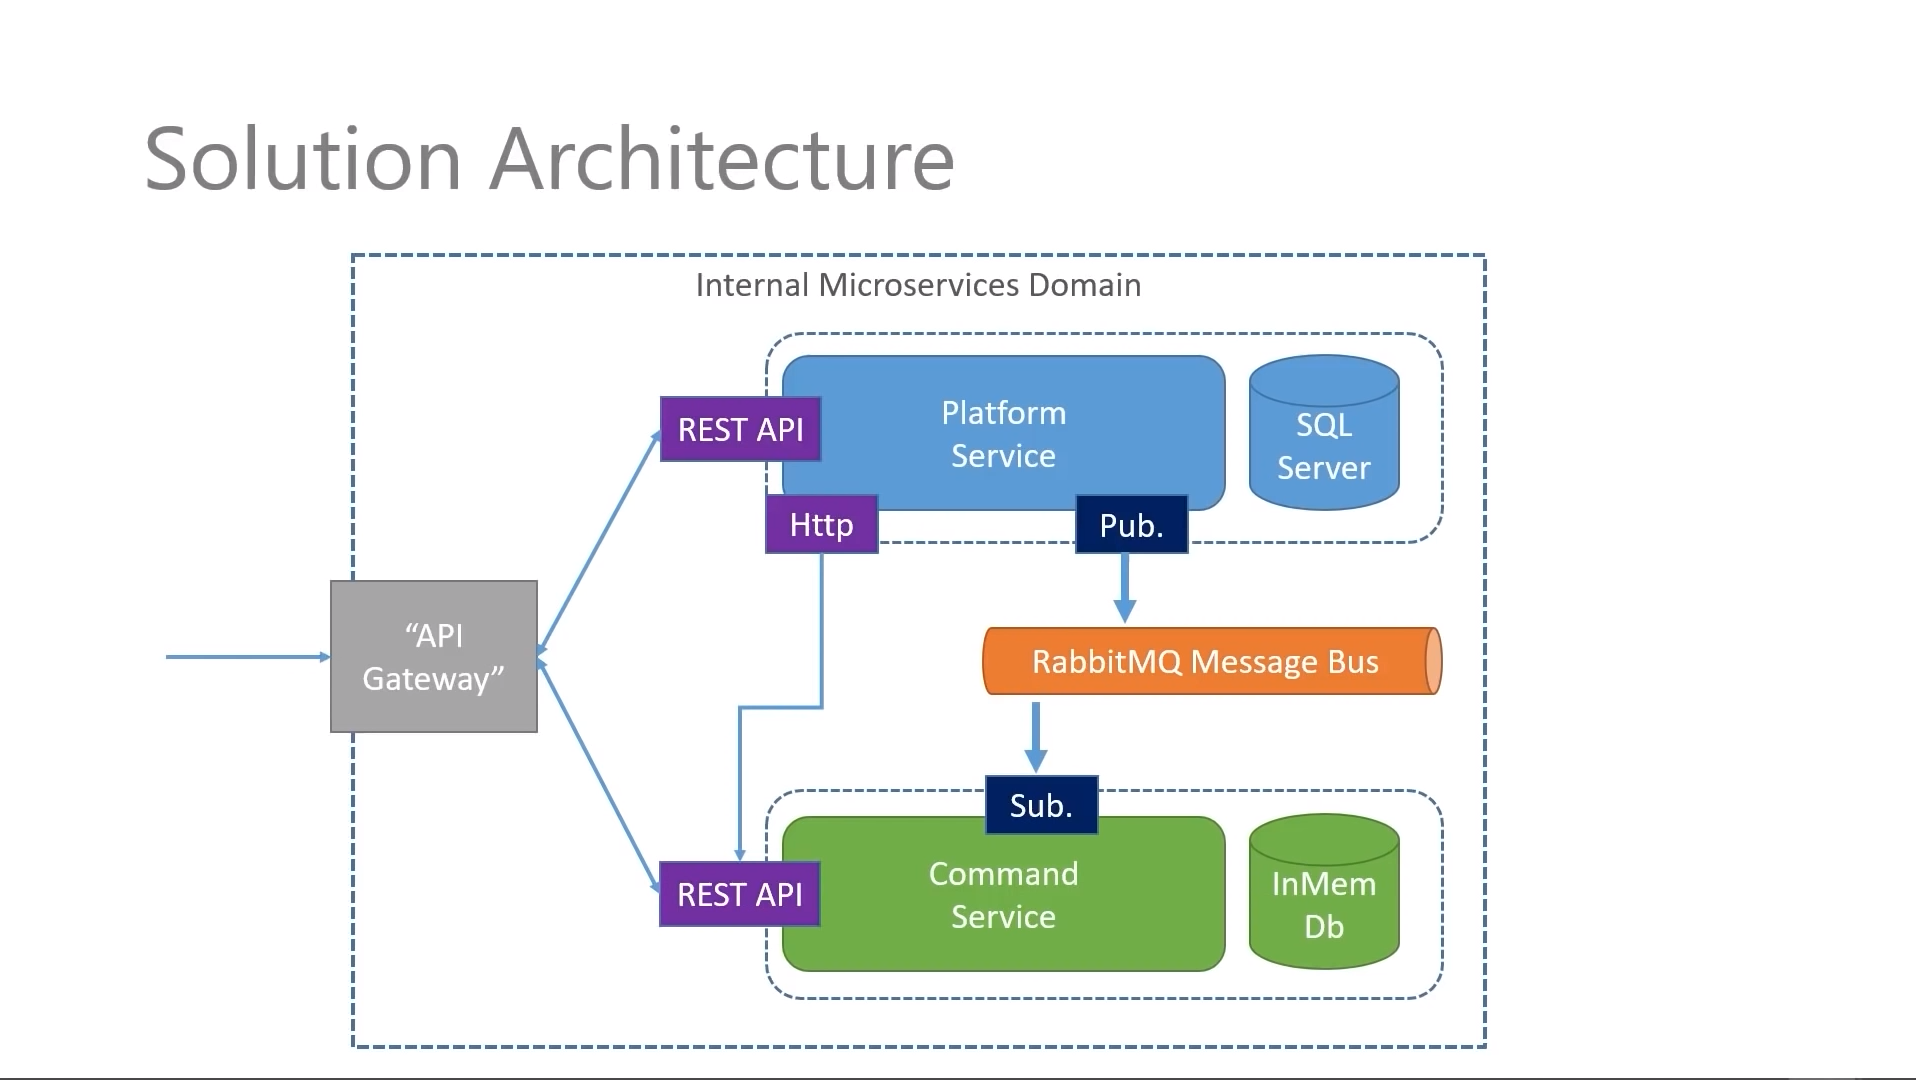 Solution Architecture
Internal Microservices Domain
REST API
Platform
Service
SQL
Server
Http
Pub.
“API
Gateway”
RabbitMQ Message Bus
Sub.
REST API
Command
Service
InMem
Db